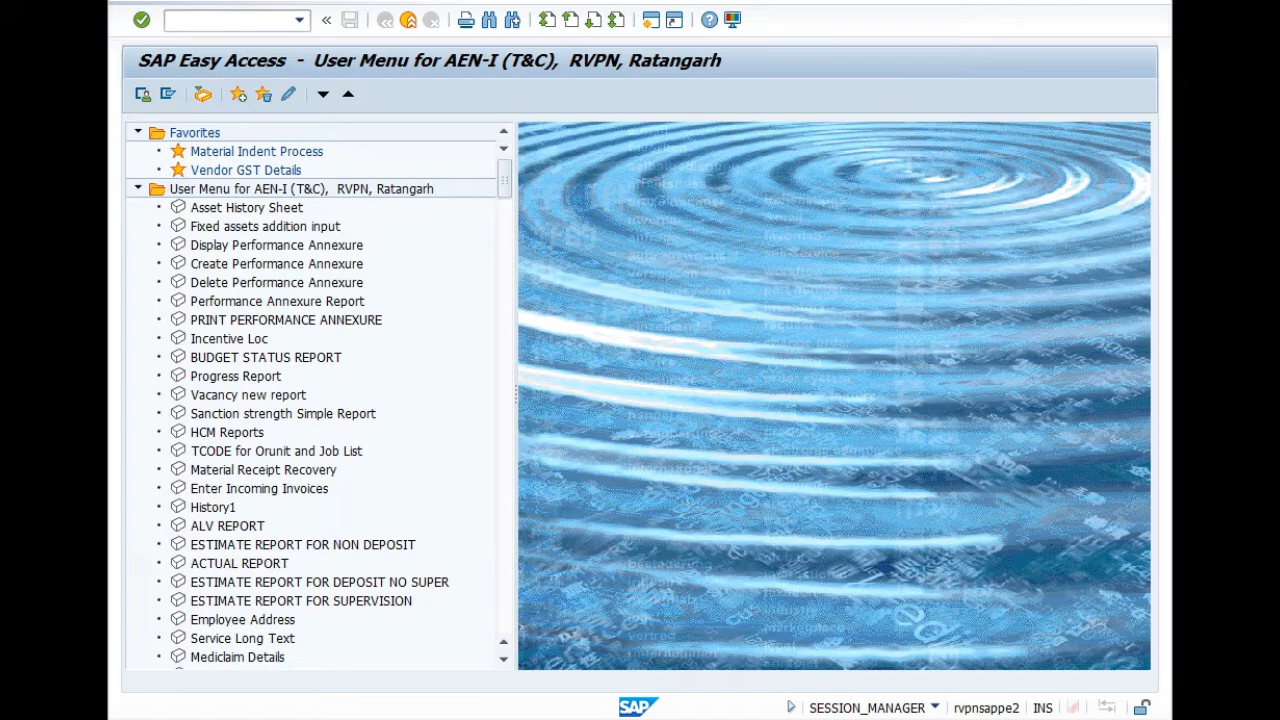 SAP Easy Access - User Menu for AEN-I (T&C), RVPN, Ratangarh
Favorites
Material Indent Process
Vendor GST Details
User Menu for AEN-I (T&C), RVPN, Ratangarh
Asset History Sheet
Fixed assets addition input
Display Performance Annexure
Create Performance Annexure
Delete Performance Annexure
Performance Annexure Report
PRINT PERFORMANCE ANNEXURE
Incentive Loc
BUDGET STATUS REPORT
Progress Report
Vacancy new report
Sanction strength Simple Report
HCM Reports
TCODE for Orunit and Job List
Material Receipt Recovery
Enter Incoming Invoices
History1
ALV REPORT
ESTIMATE REPORT FOR NON DEPOSIT
ACTUAL REPORT
ESTIMATE REPORT FOR DEPOSIT NO SUPER
ESTIMATE REPORT FOR SUPERVISION
Employee Address
Service Long Text
Mediclaim Details
SAP
SESSION_MANAGER
rvpnsappe2
INS